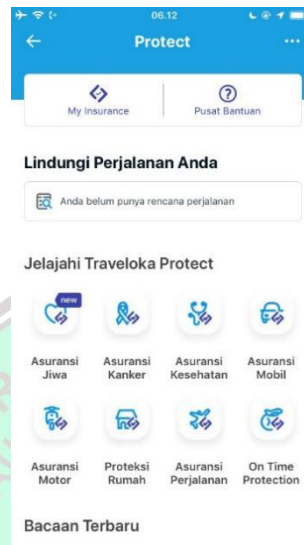 06.12
Protect
My Insurance
Pusat Bantuan
Lindungi Perjalanan Anda
Anda belum punya rencana perjalanan
Jelajahi Traveloka Protect
new
Asuransi Jiwa
Asuransi Kanker
Asuransi Kesehatan
Asuransi Mobil
Asuransi Motor
Proteksi Rumah
Asuransi Perjalanan
On Time Protection
Bacaan Terbaru